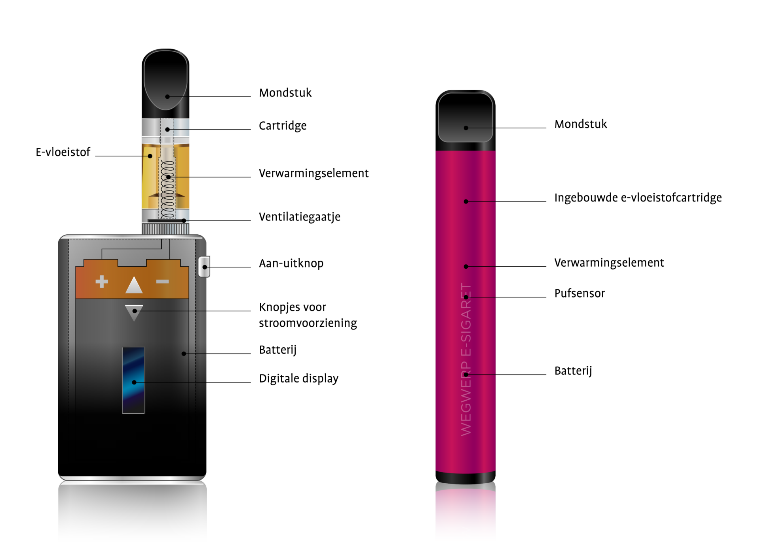 Mondstuk
Cartridge
E-vloeistof
Verwarmingselement
Ventilatiegaatje
Aan-uitknop
Knopjes voor
stroomvoorziening
Batterij
Digitale display
Mondstuk
Ingebouwde e-vloeistofcartridge
Verwarmingselement
Pufsensor
Batterij
WEGWERP E-SIGARET